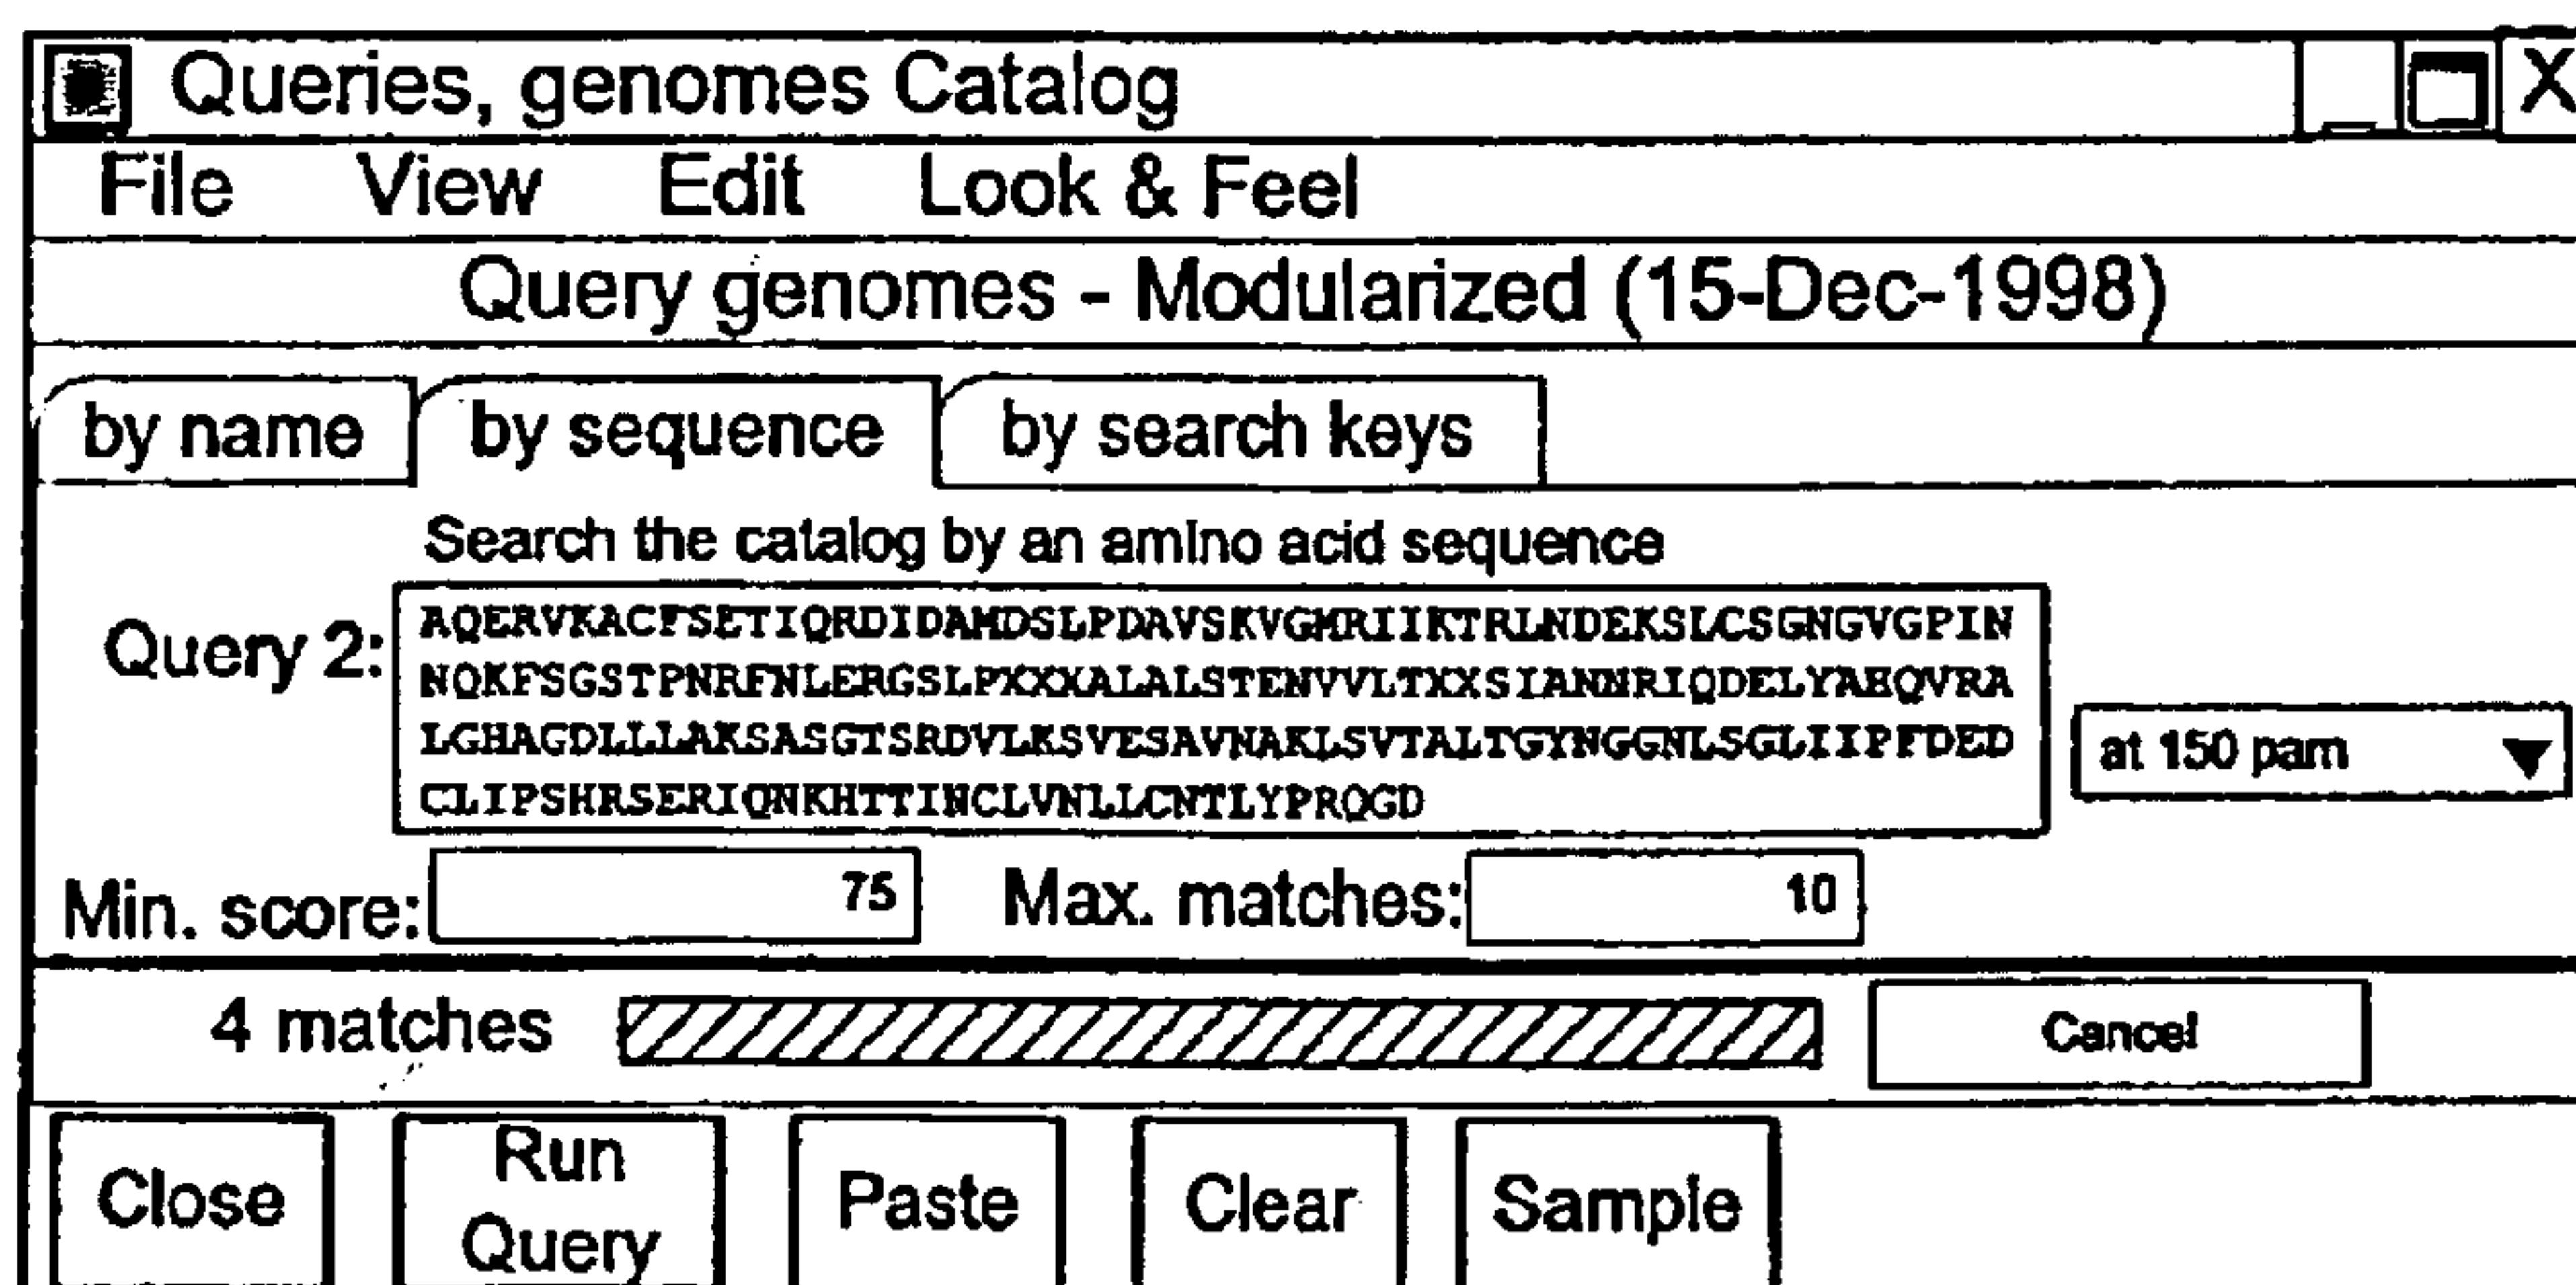 Queries, genomes Catalog _ X
File View Edit Look & Feel
Query genomes - Modularized (15-Dec-1998)
by name by sequence by search keys
Search the catalog by an amino acid sequence
Query 2:
AQERVKACFSETIQRDIDAMDSLPDAVSKVGMRIIKTRLNDEKSLCSGNGVGPIN
NQKFSGSTPNRFNLERGSLPXXXALALSTENVVLTXXSIANNRIQDELYAHQVRA
LGHAGDLLLAKSASGTSRDVLKSVESAVNAKLSVTALTGYNGGNLSGLIIPFDED
CLIPSHRSERIQNKHTTINCLVNLLCNTLYPRQGD
at 150 pam
Min. score: 75 Max. matches: 10
4 matches Cancel
Close Run Query Paste Clear Sample